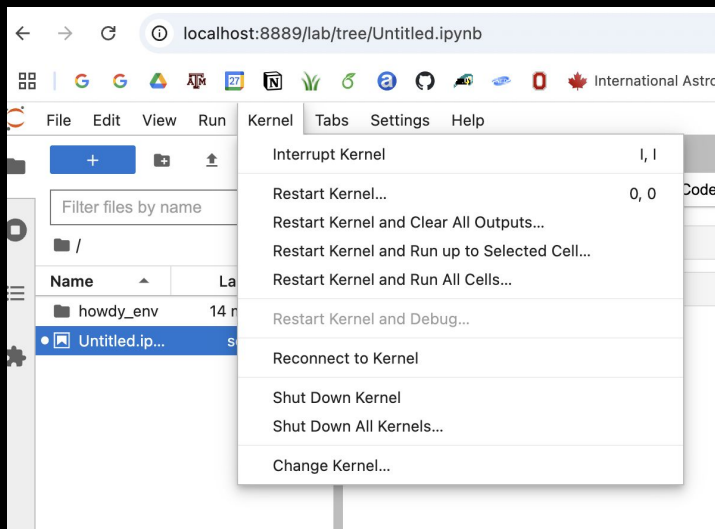 localhost:8889/lab/tree/Untitled.ipynb
27
International Astro
File Edit View Run Kernel Tabs Settings Help
Interrupt Kernel I, I
Restart Kernel... 0, 0
Restart Kernel and Clear All Outputs...
Restart Kernel and Run up to Selected Cell...
Restart Kernel and Run All Cells...
Restart Kernel and Debug...
Reconnect to Kernel
Shut Down Kernel
Shut Down All Kernels...
Change Kernel...
Code
Filter files by name
/
Name La
howdy_env 14 m
Untitled.ip... se